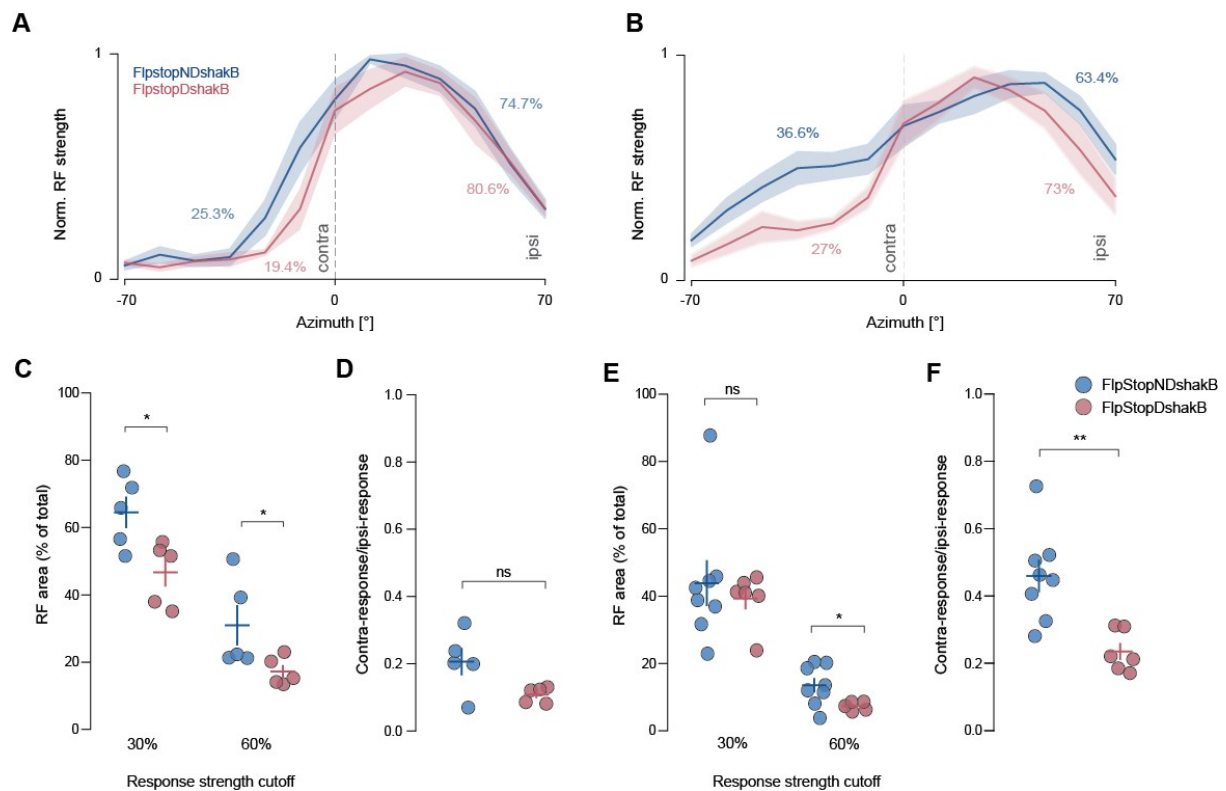 A
1
FlpstopNDshakB
FlpstopDshakB
Norm. RF strength
0
74.7%
80.6%
25.3%
19.4%
contra
ipsi
-70
0
70
Azimuth [°]
B
1
Norm. RF strength
0
63.4%
36.6%
73%
27%
contra
ipsi
-70
0
70
Azimuth [°]
C
100
80
60
40
20
0
RF area (% of total)
*
*
30%
60%
Response strength cutoff
D
1.0
0.8
0.6
0.4
0.2
0.0
Contra-response/ipsi-response
ns
E
100
80
60
40
20
0
RF area (% of total)
ns
*
30%
60%
Response strength cutoff
F
1.0
0.8
0.6
0.4
0.2
0.0
Contra-response/ipsi-response
**
FlpStopNDshakB
FlpStopDshakB